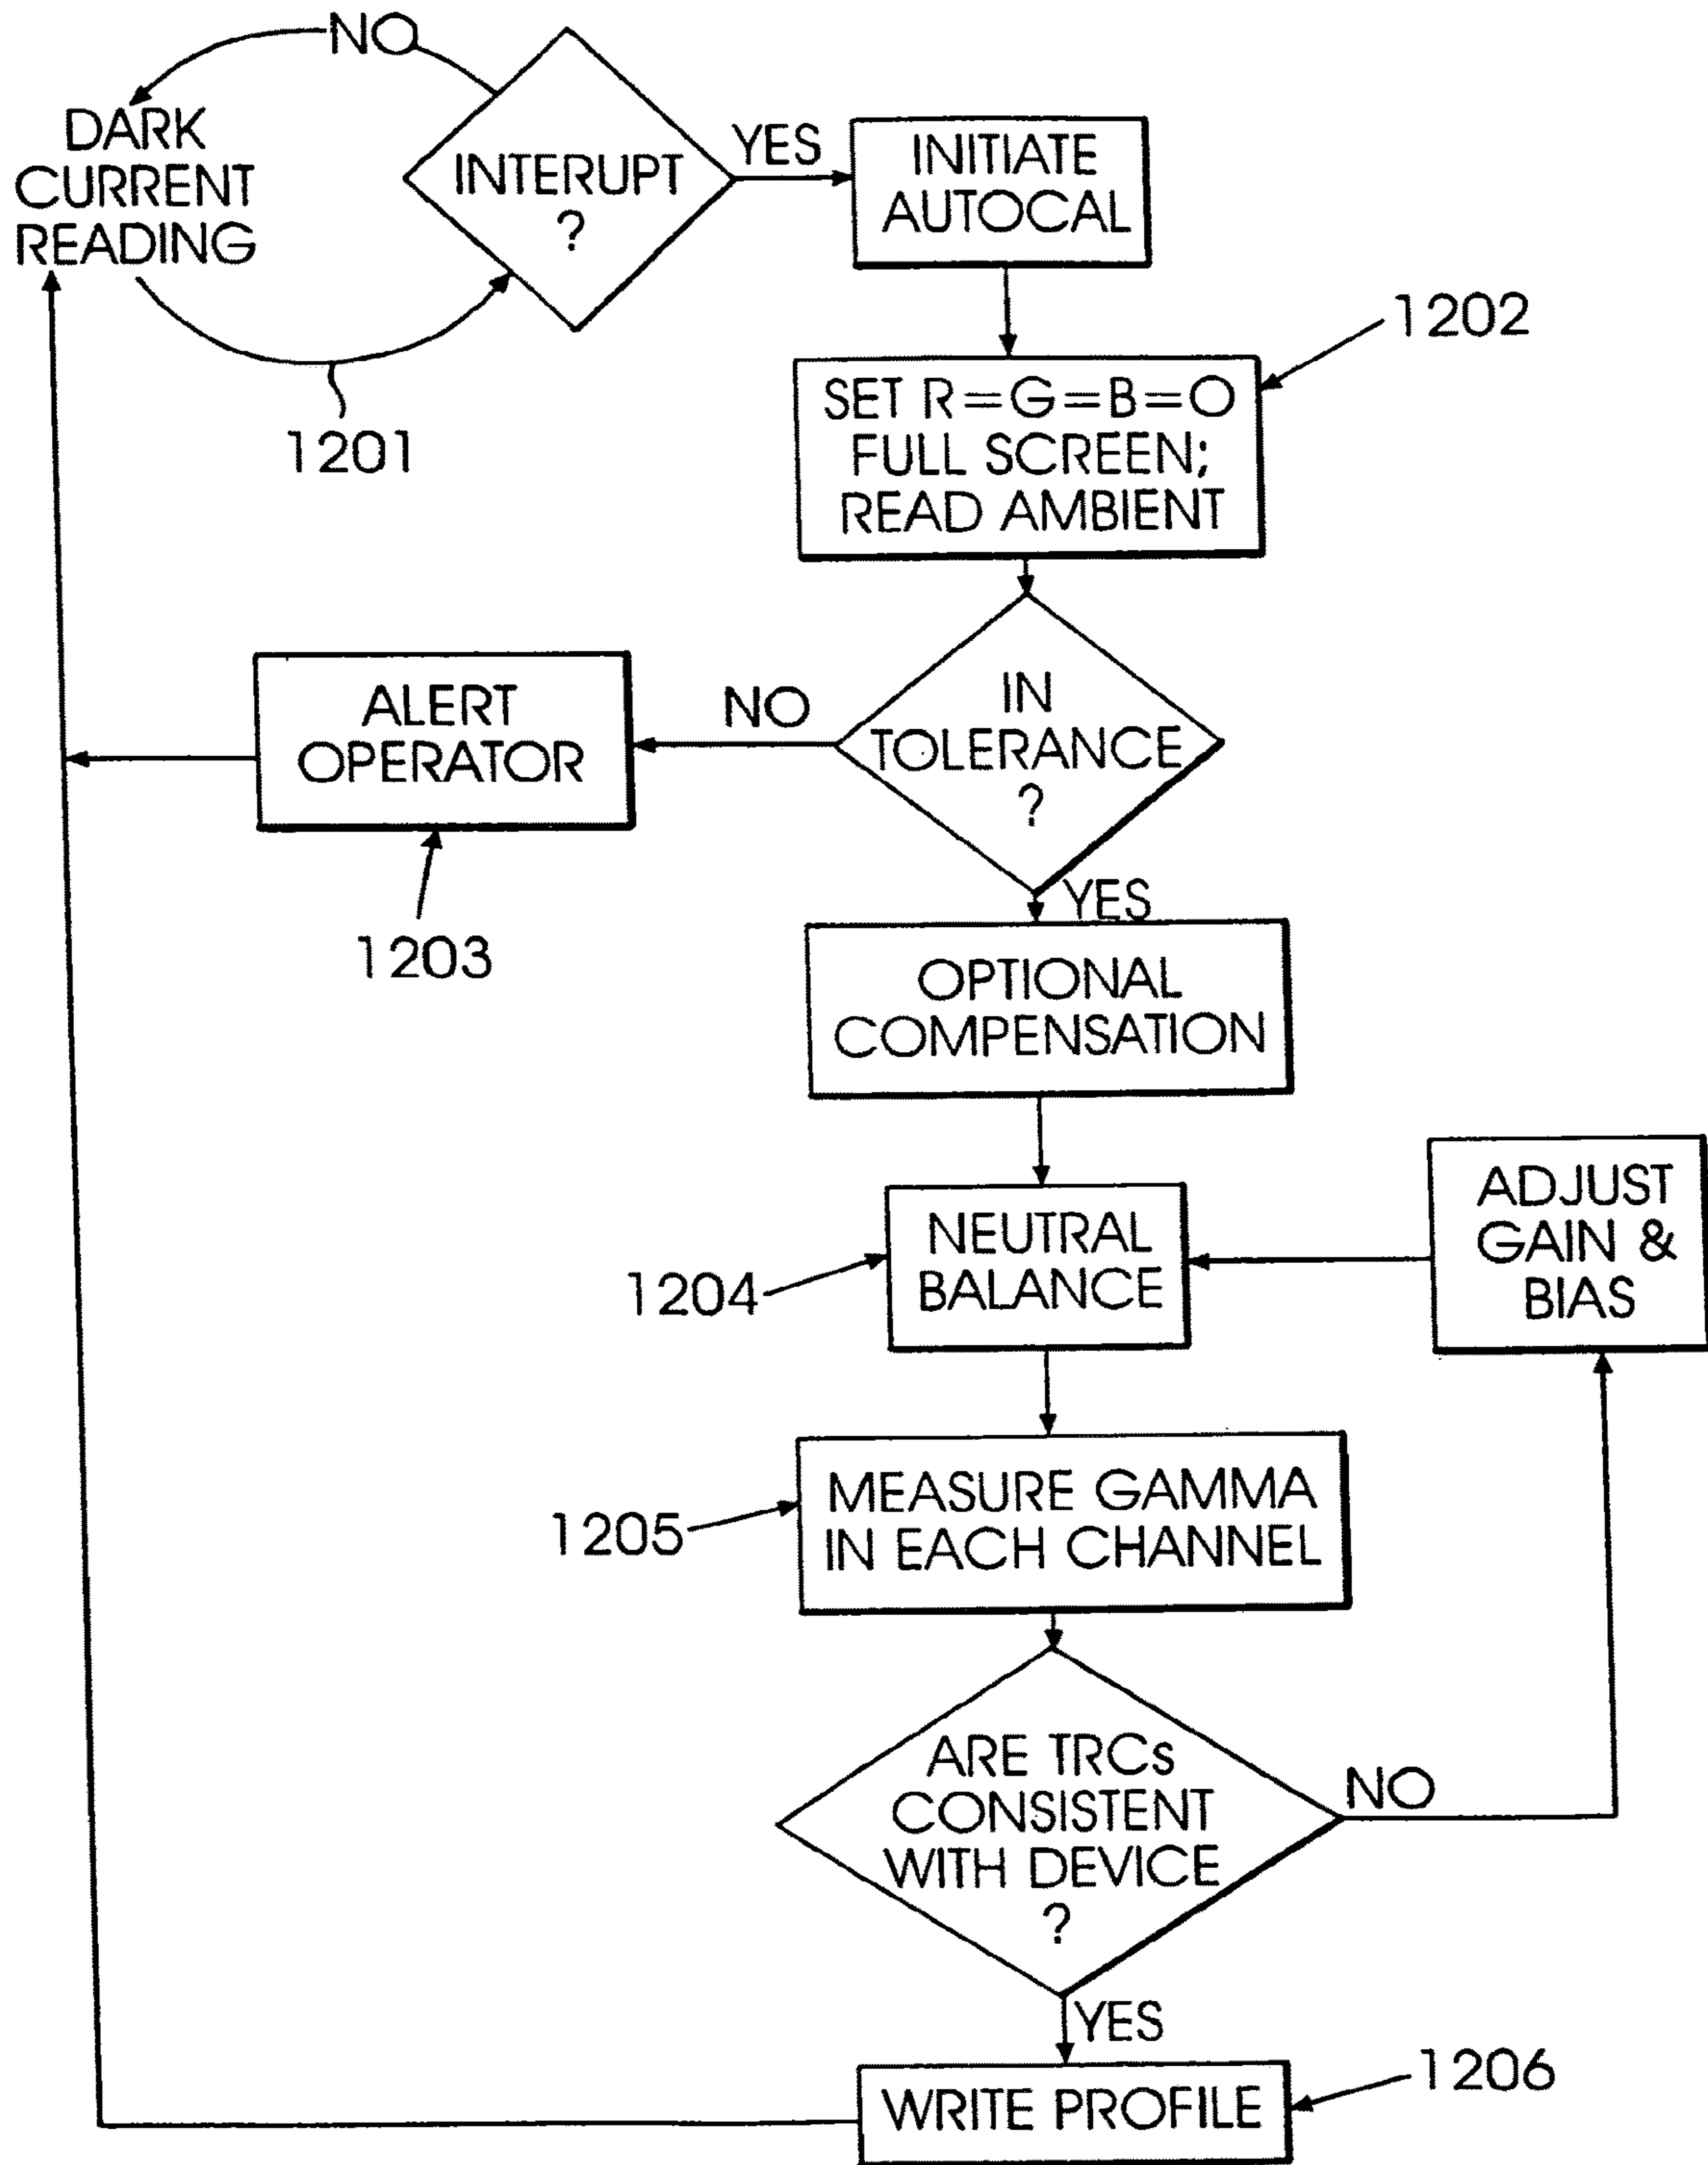 NO
DARK
CURRENT
READING
INTERUPT
?
YES
INITIATE
AUTOCAL
1201
1202
SET R=G=B=O
FULL SCREEN;
READ AMBIENT
IN
TOLERANCE
?
NO
ALERT
OPERATOR
1203
YES
OPTIONAL
COMPENSATION
NEUTRAL
BALANCE
1204
ADJUST
GAIN &
BIAS
MEASURE GAMMA
IN EACH CHANNEL
1205
ARE TRCs
CONSISTENT
WITH DEVICE
?
NO
YES
WRITE PROFILE
1206